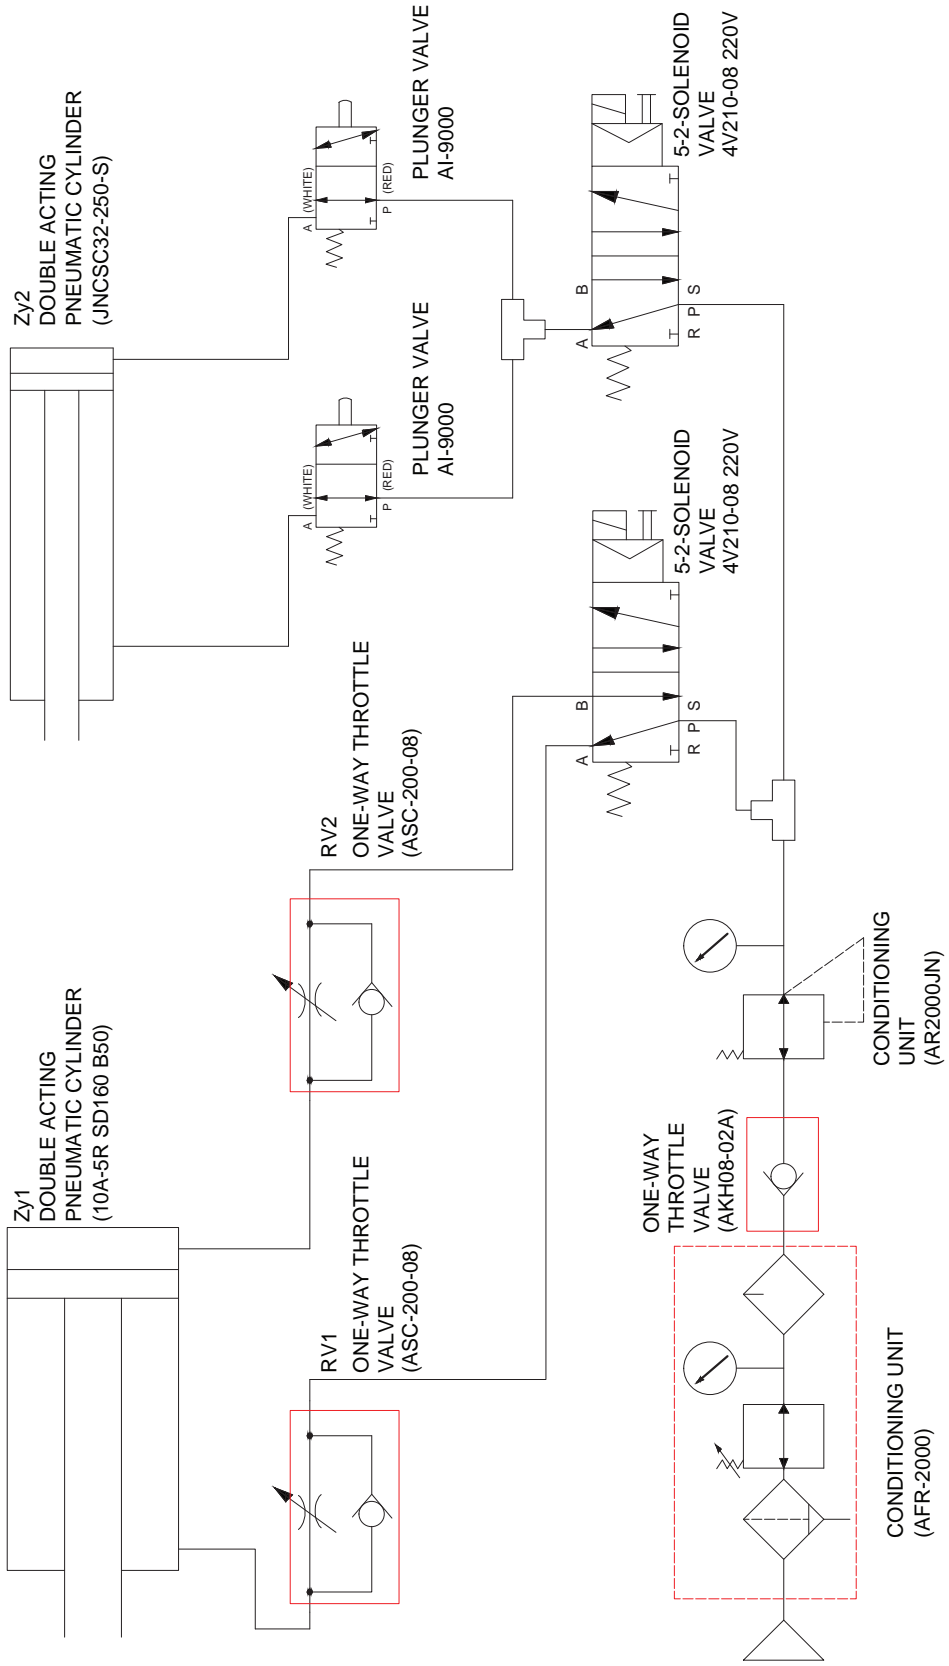 Zy1
DOUBLE ACTING
PNEUMATIC CYLINDER
(10A-5R SD160 B50)
Zy2
DOUBLE ACTING
PNEUMATIC CYLINDER
(JNCSC32-250-S)
RV1
ONE-WAY THROTTLE
VALVE
(ASC-200-08)
RV2
ONE-WAY THROTTLE
VALVE
(ASC-200-08)
A (WHITE)
P (RED)
T
T
PLUNGER VALVE
AI-9000
A (WHITE)
P (RED)
T
T
PLUNGER VALVE
AI-9000
A B
R P S
5-2-SOLENOID
VALVE
4V210-08 220V
A B
R P S
5-2-SOLENOID
VALVE
4V210-08 220V
ONE-WAY
THROTTLE
VALVE
(AKH08-02A)
CONDITIONING UNIT
(AFR-2000)
CONDITIONING
UNIT
(AR2000JN)